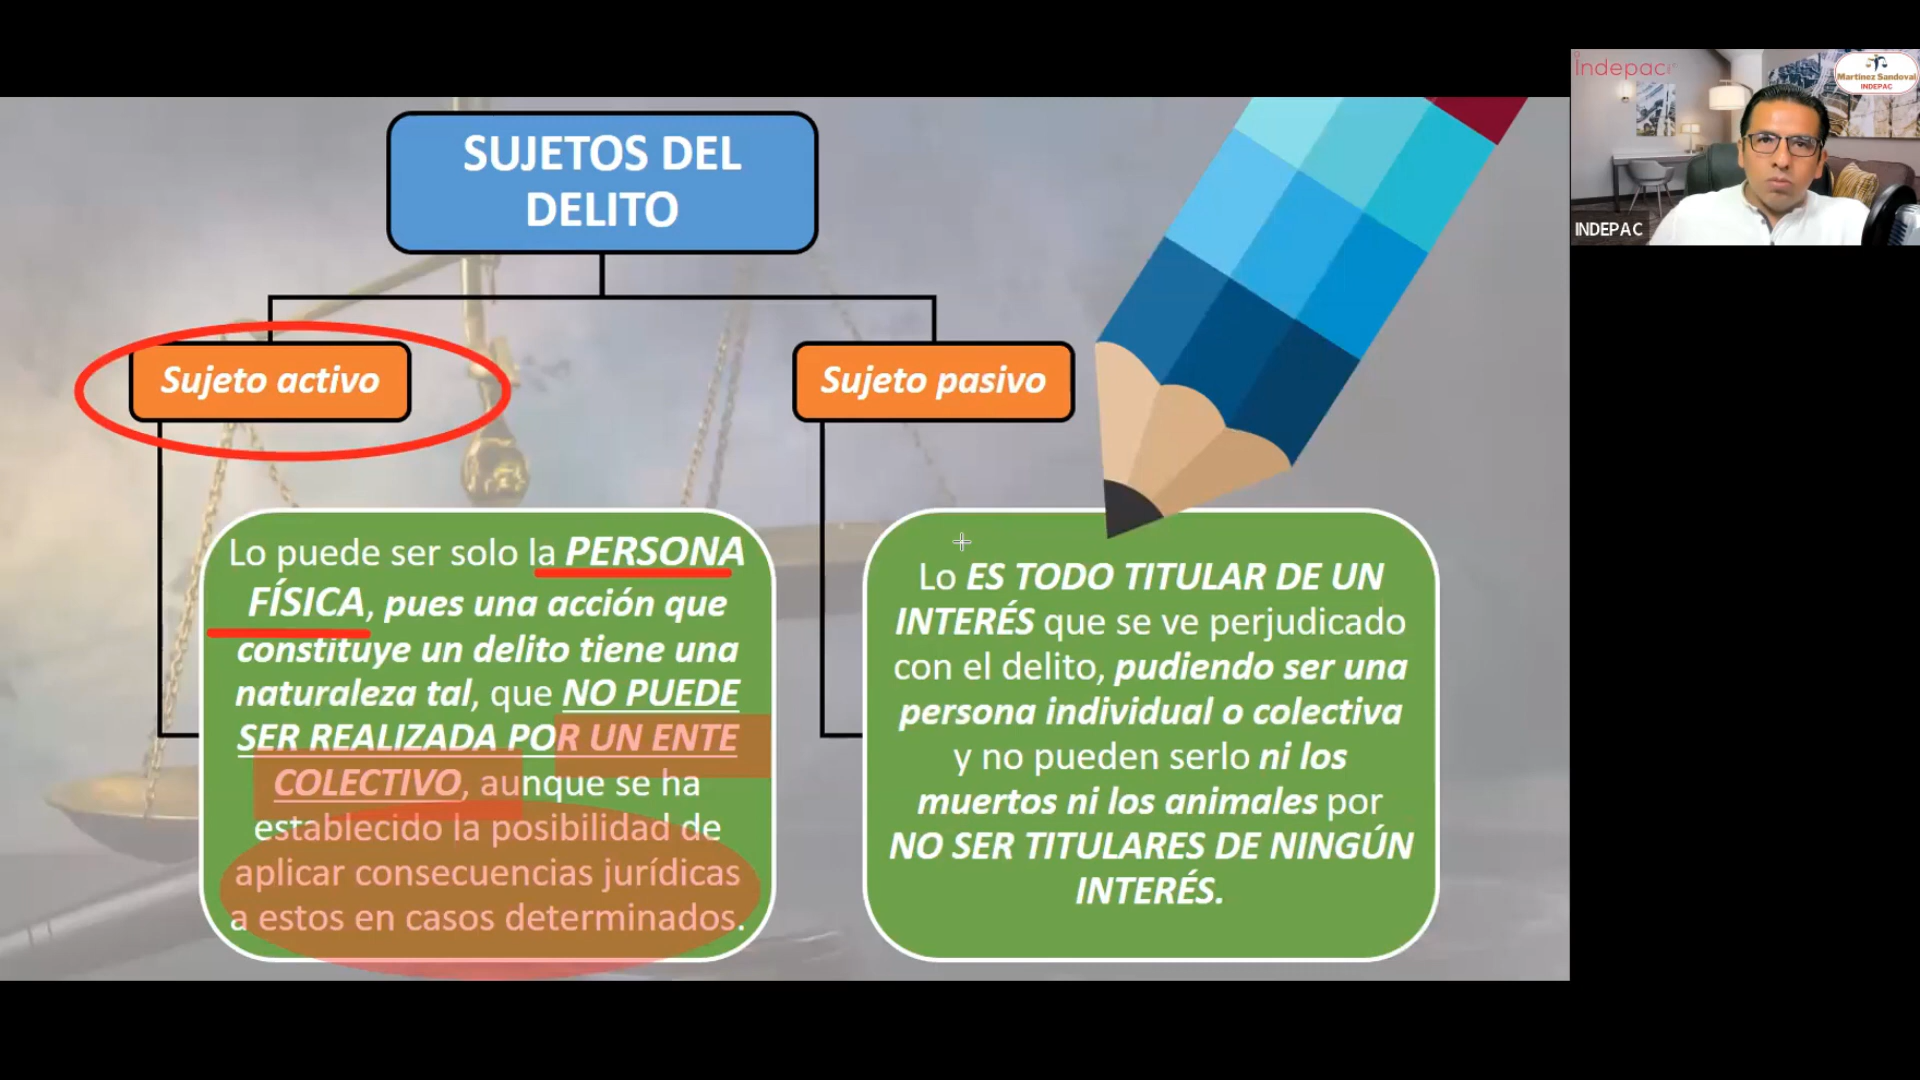 SUJETOS DEL
DELITO
Sujeto activo
Lo puede ser solo la PERSONA
FÍSICA, pues una acción que
constituye un delito tiene una
naturaleza tal, que NO PUEDE
SER REALIZADA POR UN ENTE
COLECTIVO, aunque se ha
establecido la posibilidad de
aplicar consecuencias jurídicas
a estos en casos determinados.
Sujeto pasivo
Lo ES TODO TITULAR DE UN
INTERÉS que se ve perjudicado
con el delito, pudiendo ser una
persona individual o colectiva
y no pueden serlo ni los
muertos ni los animales por
NO SER TITULARES DE NINGÚN
INTERÉS.
Indepac
Martínez Sandoval
INDEPAC
INDEPAC